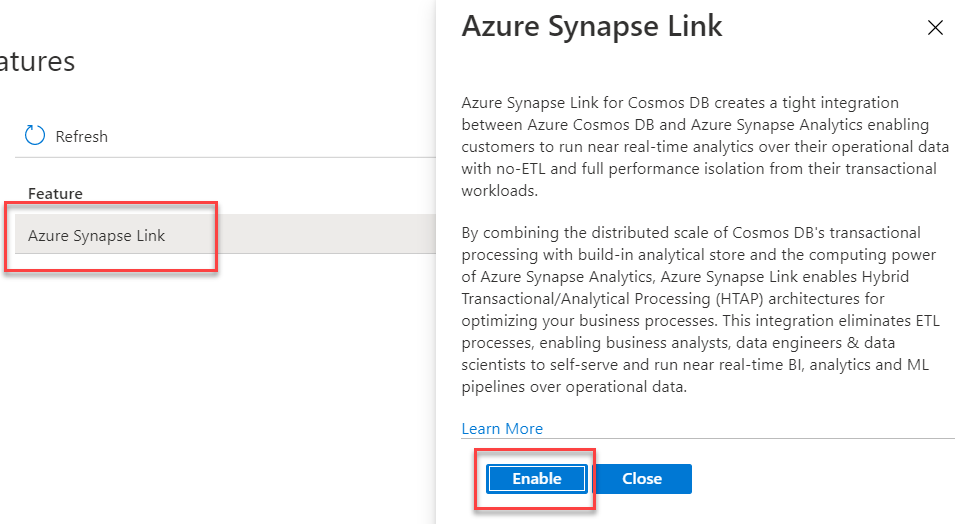 atures
Refresh
Feature
Azure Synapse Link
Azure Synapse Link
Azure Synapse Link for Cosmos DB creates a tight integration
between Azure Cosmos DB and Azure Synapse Analytics enabling
customers to run near real-time analytics over their operational data
with no-ETL and full performance isolation from their transactional
workloads.
By combining the distributed scale of Cosmos DB's transactional
processing with build-in analytical store and the computing power
of Azure Synapse Analytics, Azure Synapse Link enables Hybrid
Transactional/Analytical Processing (HTAP) architectures for
optimizing your business processes. This integration eliminates ETL
processes, enabling business analysts, data engineers & data
scientists to self-serve and run near real-time BI, analytics and ML
pipelines over operational data.
Learn More
Enable
Close